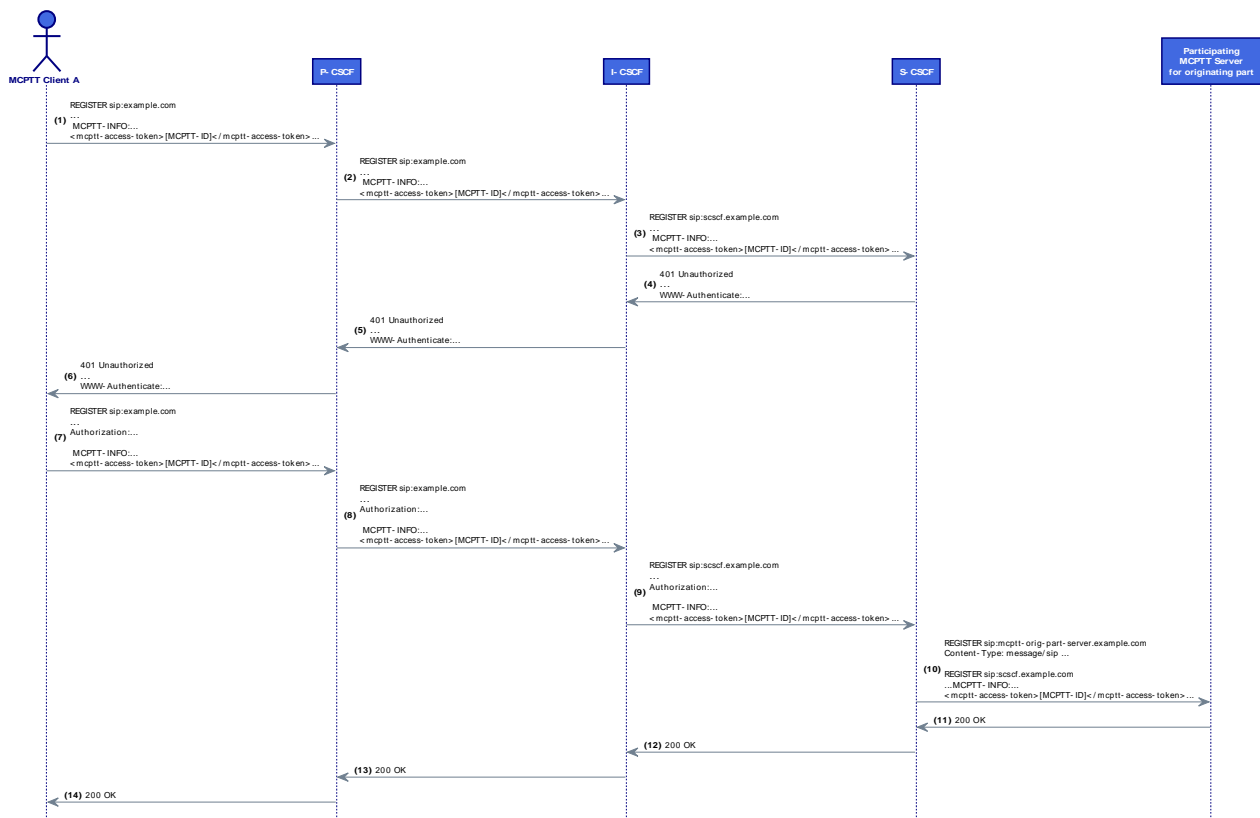 Participating
MCPTT Server
for originating part
P- CSCF
I- CSCF
S- CSCF
MCPTT Client A
REGISTER sip:example.com
(1) ...
MCPTT- INFO:...
<mcptt- access- token>[MCPTT- ID]</mcptt- access- token>...
REGISTER sip:example.com
(2) ...
MCPTT- INFO:...
<mcptt- access- token>[MCPTT- ID]</mcptt- access- token>...
REGISTER sip:scscf.example.com
(3) ...
MCPTT- INFO:...
<mcptt- access- token>[MCPTT- ID]</mcptt- access- token>...
401 Unauthorized
(4) ...
WWW- Authenticate:...
401 Unauthorized
(5) ...
WWW- Authenticate:...
401 Unauthorized
(6) ...
WWW- Authenticate:...
REGISTER sip:example.com
...
Authorization:...
(7)
MCPTT- INFO:...
<mcptt- access- token>[MCPTT- ID]</mcptt- access- token>...
REGISTER sip:example.com
...
Authorization:...
(8)
MCPTT- INFO:...
<mcptt- access- token>[MCPTT- ID]</mcptt- access- token>...
REGISTER sip:scscf.example.com
...
Authorization:...
(9)
MCPTT- INFO:...
<mcptt- access- token>[MCPTT- ID]</mcptt- access- token>...
REGISTER sip:mcptt- orig- part- server.example.com
Content- Type: message/sip ...
(10)
REGISTER sip:scscf.example.com
...MCPTT- INFO:...
<mcptt- access- token>[MCPTT- ID]</mcptt- access- token>...
(11) 200 OK
(12) 200 OK
(13) 200 OK
(14) 200 OK